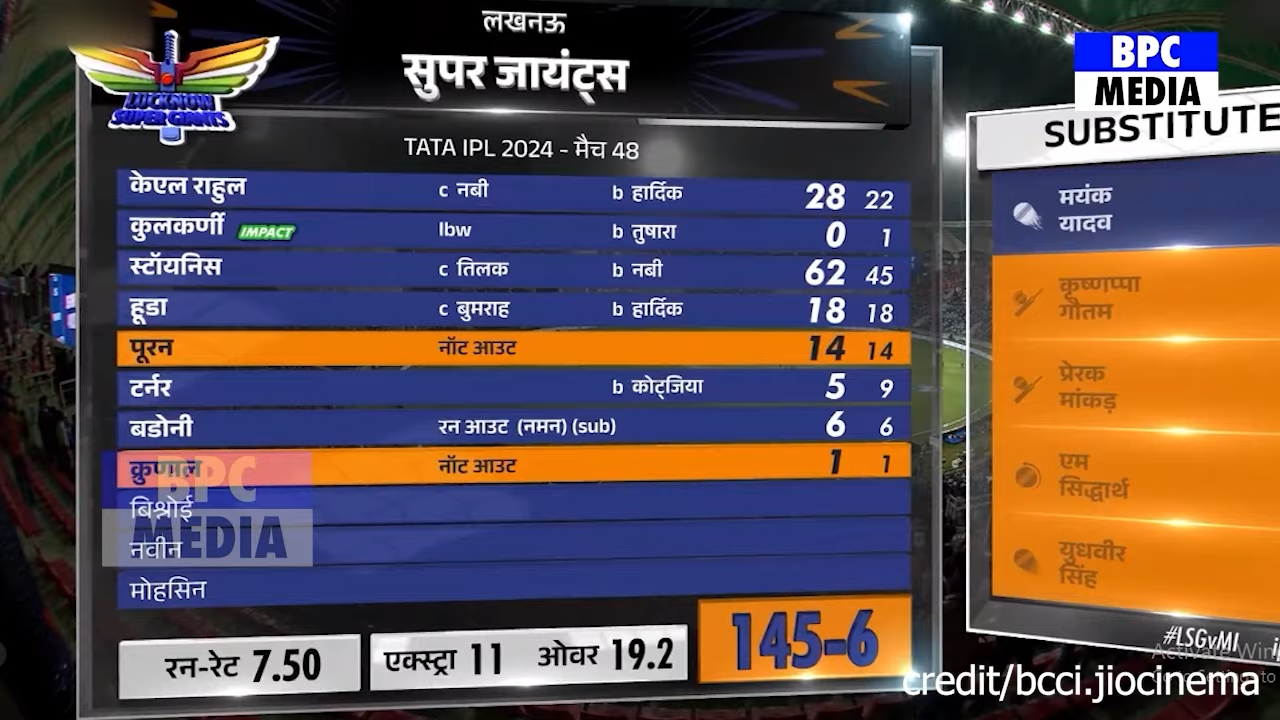 लखनऊ
सुपर जायंट्स
LUCKNOW
SUPER GIANTS
TATA IPL 2024 - मैच 48
केएल राहुल c नबी b हार्दिक 28 22
कुलकर्णी IMPACT lbw b तुषारा 0 1
स्टॉयनिस c तिलक b नबी 62 45
हूडा c बुमराह b हार्दिक 18 18
पूरन नॉट आउट 14 14
टर्नर b कोट्जिया 5 9
बडोनी रन आउट (नमन) (sub) 6 6
क्रुणाल नॉट आउट 1 1
बिश्नोई
नवीन
मोहसिन
रन-रेट 7.50 एक्स्ट्रा 11 ओवर 19.2 145-6
BPC
MEDIA
BPC
MEDIA
SUBSTITUTE
मयंक
यादव
कृष्णप्पा
गौतम
प्रेरक
मांकड़
एम
सिद्धार्थ
युधवीर
सिंह
#LSGvMI
Activate Win
credit/bcci.jiocinema